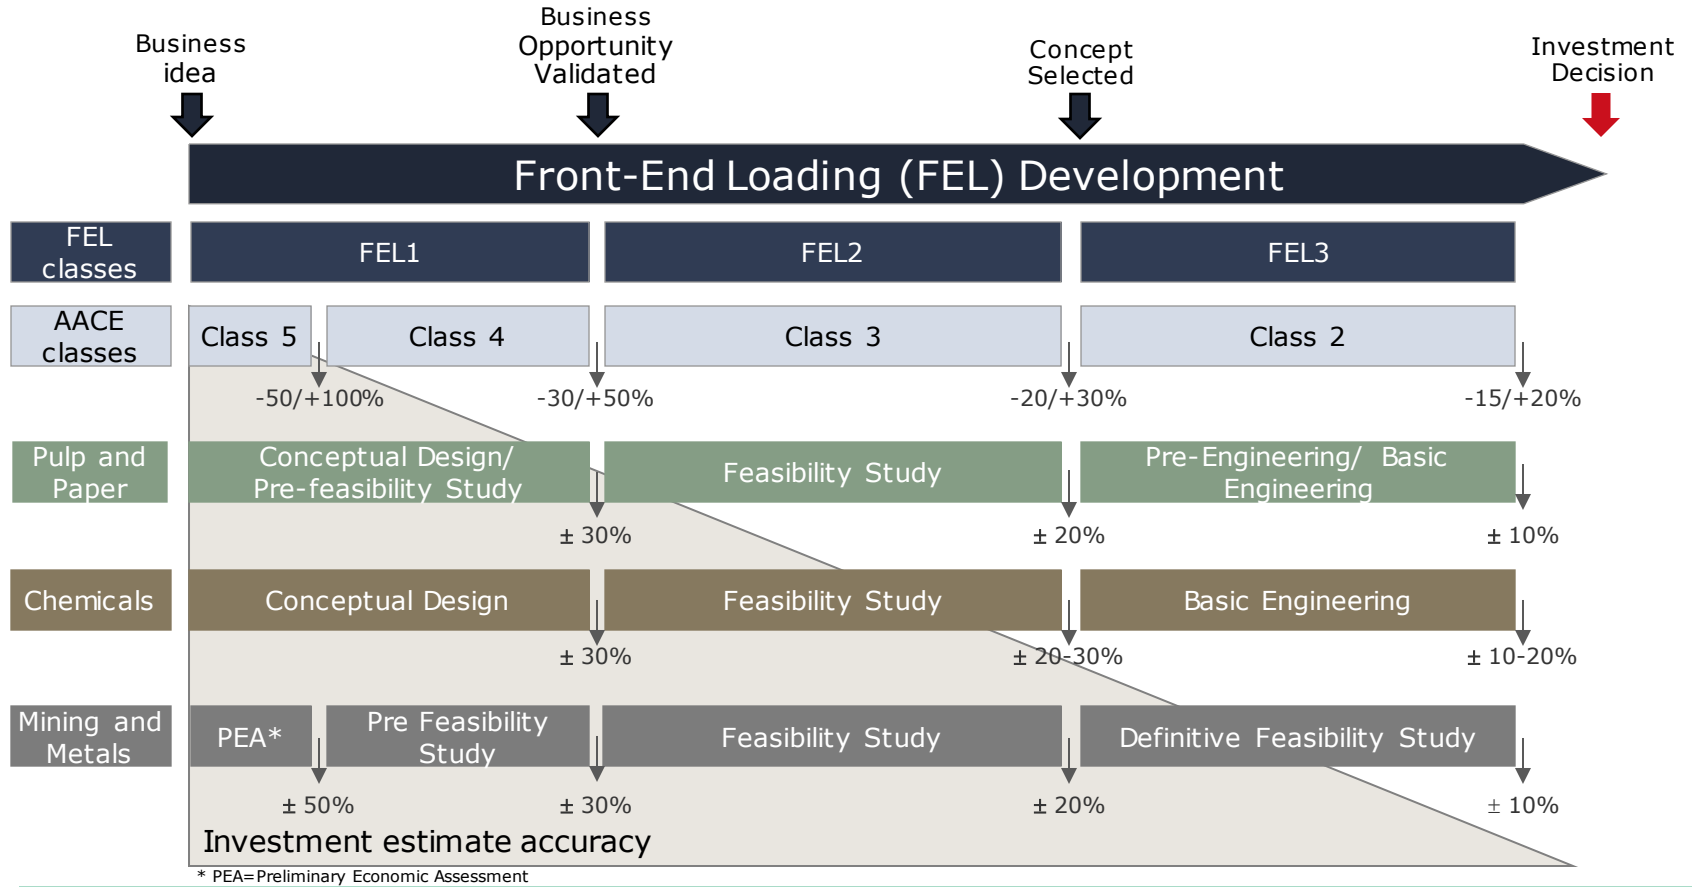 Business
idea
Business
Opportunity
Validated
Concept
Selected
Investment
Decision
Front-End Loading (FEL) Development
FEL
classes
FEL1
FEL2
FEL3
AACE
classes
Class 5
Class 4
Class 3
Class 2
-50/+100%
-30/+50%
-20/+30%
-15/+20%
Pulp and
Paper
Conceptual Design/
Pre-feasibility Study
Feasibility Study
Pre-Engineering/ Basic
Engineering
± 30%
± 20%
± 10%
Chemicals
Conceptual Design
Feasibility Study
Basic Engineering
± 30%
± 20-30%
± 10-20%
Mining and
Metals
PEA*
Pre Feasibility
Study
Feasibility Study
Definitive Feasibility Study
± 50%
± 30%
± 20%
± 10%
Investment estimate accuracy
* PEA=Preliminary Economic Assessment